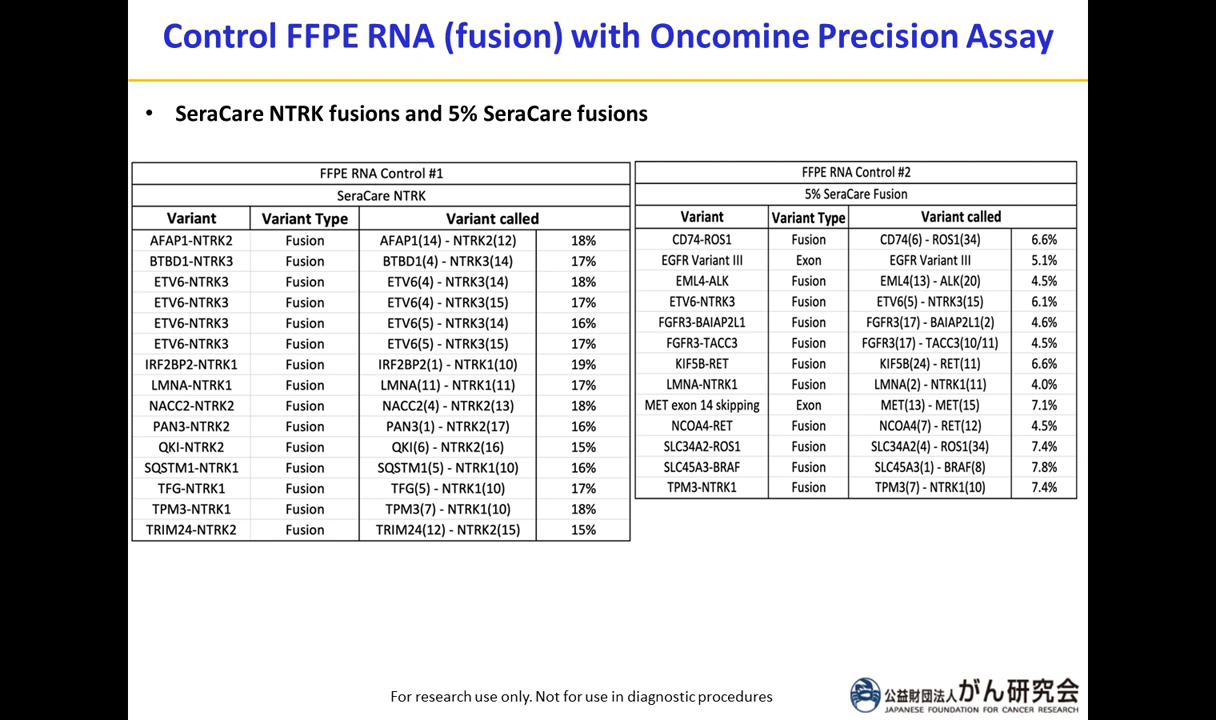 Control FFPE RNA (fusion) with Oncomine Precision Assay
• SeraCare NTRK fusions and 5% SeraCare fusions
FFPE RNA Control #1
SeraCare NTRK
Variant Variant Type Variant called
AFAP1-NTRK2 Fusion AFAP1(14) - NTRK2(12) 18%
BTBD1-NTRK3 Fusion BTBD1(4) - NTRK3(14) 17%
ETV6-NTRK3 Fusion ETV6(4) - NTRK3(14) 18%
ETV6-NTRK3 Fusion ETV6(4) - NTRK3(15) 17%
ETV6-NTRK3 Fusion ETV6(5) - NTRK3(14) 16%
ETV6-NTRK3 Fusion ETV6(5) - NTRK3(15) 17%
IRF2BP2-NTRK1 Fusion IRF2BP2(1) - NTRK1(10) 19%
LMNA-NTRK1 Fusion LMNA(11) - NTRK1(11) 17%
NACC2-NTRK2 Fusion NACC2(4) - NTRK2(13) 18%
PAN3-NTRK2 Fusion PAN3(1) - NTRK2(17) 16%
QKI-NTRK2 Fusion QKI(6) - NTRK2(16) 15%
SQSTM1-NTRK1 Fusion SQSTM1(5) - NTRK1(10) 16%
TFG-NTRK1 Fusion TFG(5) - NTRK1(10) 17%
TPM3-NTRK1 Fusion TPM3(7) - NTRK1(10) 18%
TRIM24-NTRK2 Fusion TRIM24(12) - NTRK2(15) 15%
FFPE RNA Control #2
5% SeraCare Fusion
Variant Variant Type Variant called
CD74-ROS1 Fusion CD74(6) - ROS1(34) 6.6%
EGFR Variant III Exon EGFR Variant III 5.1%
EML4-ALK Fusion EML4(13) - ALK(20) 4.5%
ETV6-NTRK3 Fusion ETV6(5) - NTRK3(15) 6.1%
FGFR3-BAIAP2L1 Fusion FGFR3(17) - BAIAP2L1(2) 4.6%
FGFR3-TACC3 Fusion FGFR3(17) - TACC3(10/11) 4.5%
KIF5B-RET Fusion KIF5B(24) - RET(11) 6.6%
LMNA-NTRK1 Fusion LMNA(2) - NTRK1(11) 4.0%
MET exon 14 skipping Exon MET(13) - MET(15) 7.1%
NCOA4-RET Fusion NCOA4(7) - RET(12) 4.5%
SLC34A2-ROS1 Fusion SLC34A2(4) - ROS1(34) 7.4%
SLC45A3-BRAF Fusion SLC45A3(1) - BRAF(8) 7.8%
TPM3-NTRK1 Fusion TPM3(7) - NTRK1(10) 7.4%
For research use only. Not for use in diagnostic procedures
公益財団法人がん研究会
JAPANESE FOUNDATION FOR CANCER RESEARCH